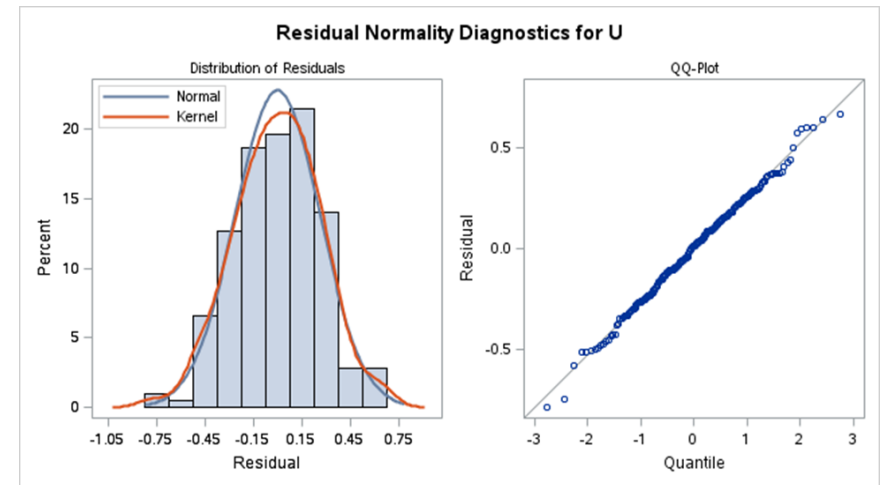 Residual Normality Diagnostics for U
Distribution of Residuals
Normal
Kernel
Percent
20
15
10
5
0
-1.05 -0.75 -0.45 -0.15 0.15 0.45 0.75
Residual
QQ-Plot
Residual
0.5
0.0
-0.5
-3 -2 -1 0 1 2 3
Quantile